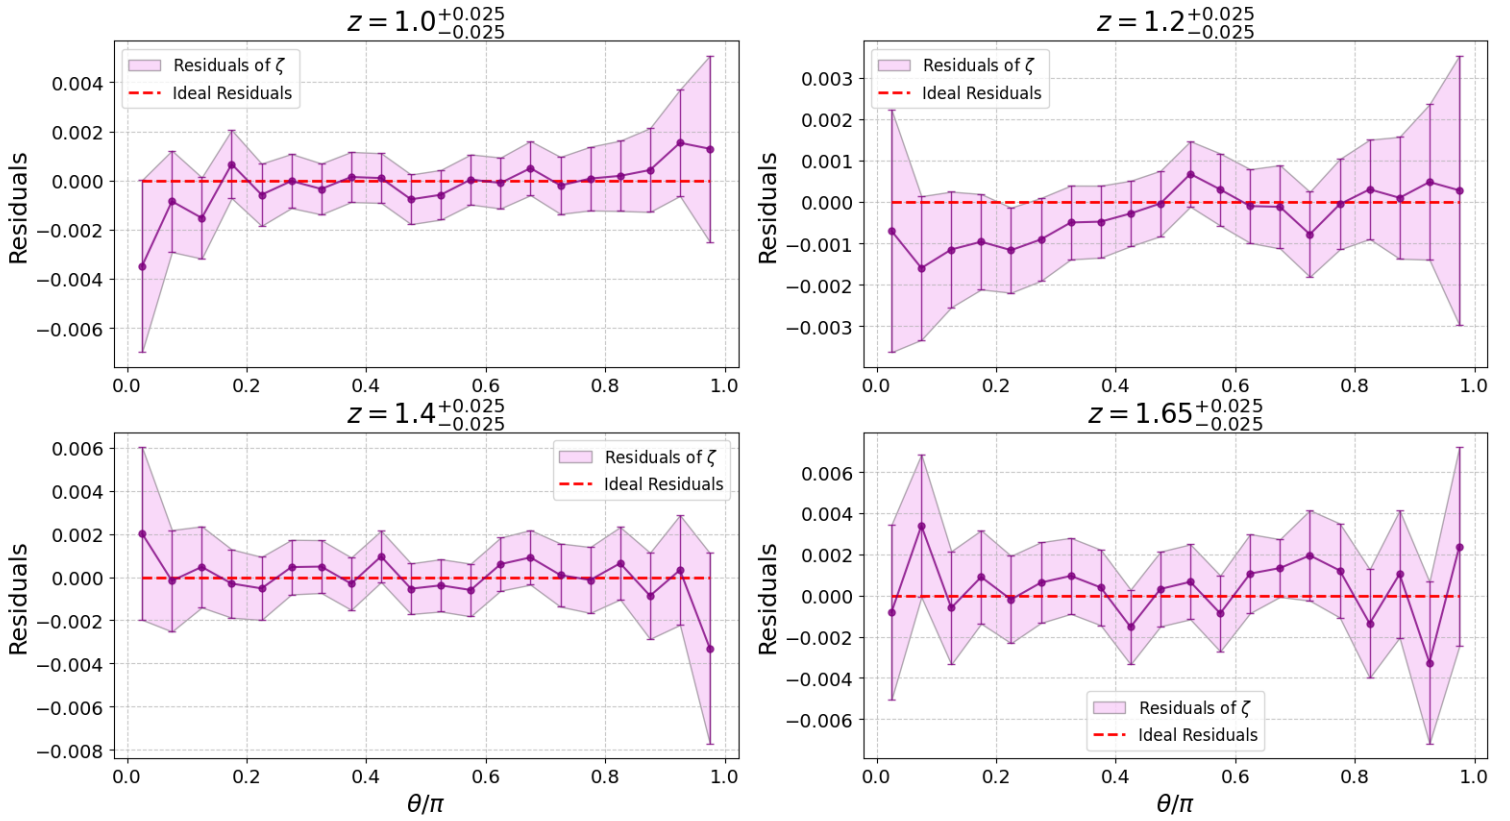 z = 1.0^{+0.025}_{-0.025}
Residuals
0.004
0.002
0.000
−0.002
−0.004
−0.006
Residuals of ζ
Ideal Residuals
0.0 0.2 0.4 0.6 0.8 1.0
z = 1.2^{+0.025}_{-0.025}
Residuals
0.003
0.002
0.001
0.000
−0.001
−0.002
−0.003
Residuals of ζ
Ideal Residuals
0.0 0.2 0.4 0.6 0.8 1.0
z = 1.4^{+0.025}_{-0.025}
Residuals
0.006
0.004
0.002
0.000
−0.002
−0.004
−0.006
−0.008
Residuals of ζ
Ideal Residuals
0.0 0.2 0.4 0.6 0.8 1.0
θ/π
z = 1.65^{+0.025}_{-0.025}
Residuals
0.006
0.004
0.002
0.000
−0.002
−0.004
−0.006
Residuals of ζ
Ideal Residuals
0.0 0.2 0.4 0.6 0.8 1.0
θ/π